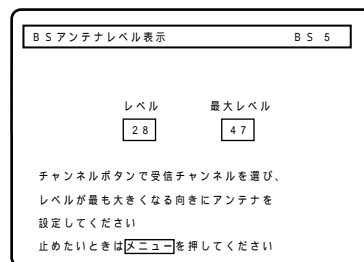 BSアンテナレベル表示 BS 5
レベル 最大レベル
28 47
チャンネルボタンで受信チャンネルを選び、
レベルが最も大きくなる向きにアンテナを
設定してください
止めたいときはメニューを押してください